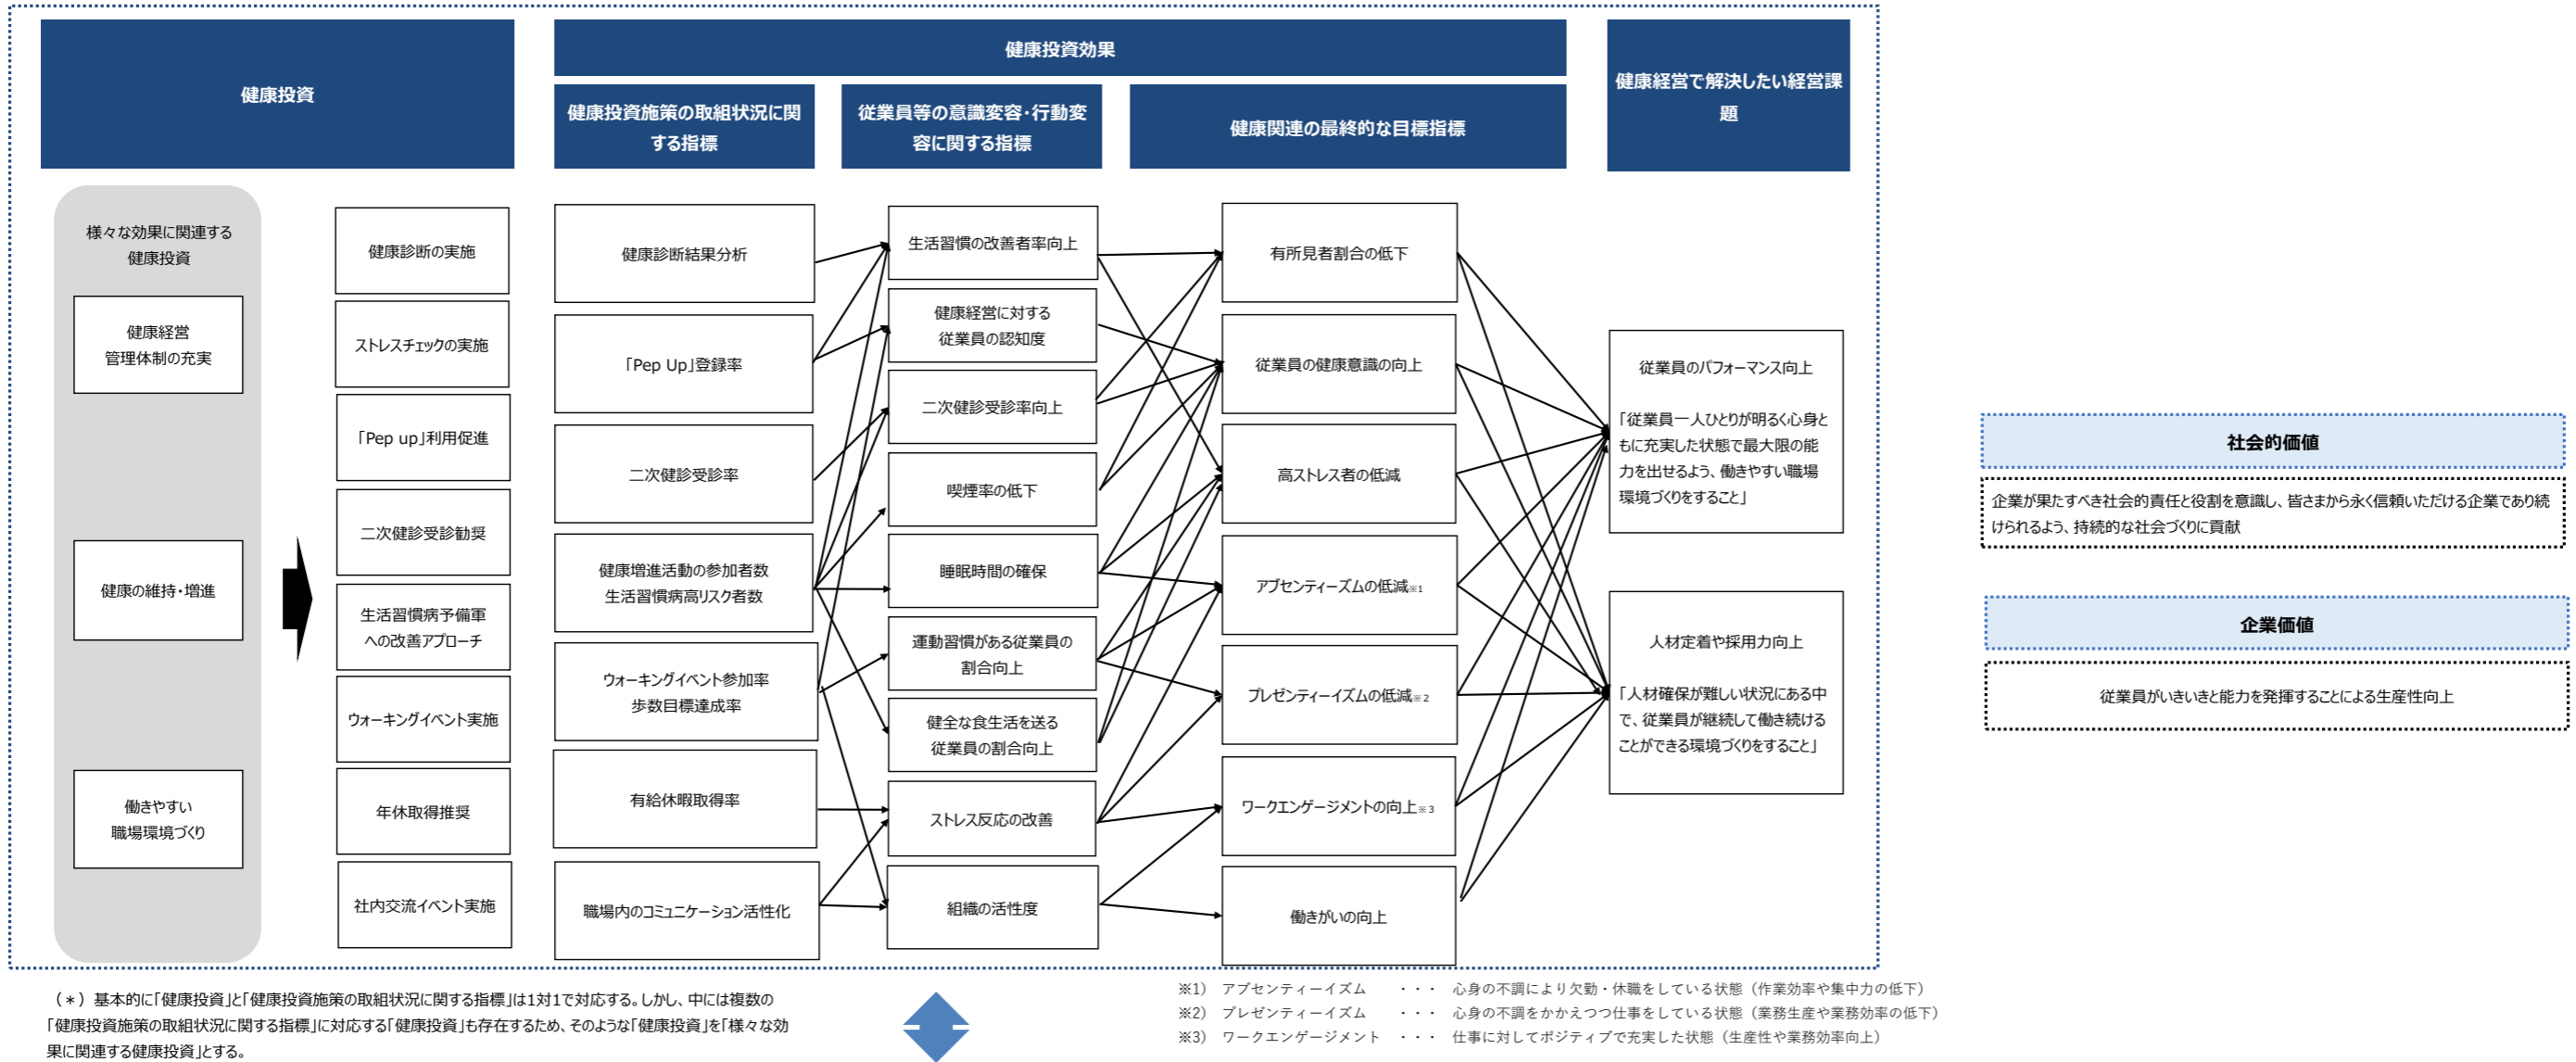 健康投資
健康投資効果
健康経営で解決したい経営課
題
健康投資施策の取組状況に関
する指標
従業員等の意識変容・行動変
容に関する指標
健康関連の最終的な目標指標
様々な効果に関連する
健康投資
健康経営
管理体制の充実
健康の維持・増進
働きやすい
職場環境づくり
健康診断の実施
ストレスチェックの実施
「Pep up」利用促進
二次健診受診勧奨
生活習慣病予備軍
への改善アプローチ
ウォーキングイベント実施
年休取得推奨
社内交流イベント実施
健康診断結果分析
「Pep Up」登録率
二次健診受診率
健康増進活動の参加者数
生活習慣病高リスク者数
ウォーキングイベント参加率
歩数目標達成率
有給休暇取得率
職場内のコミュニケーション活性化
生活習慣の改善者率向上
健康経営に対する
従業員の認知度
二次健診受診率向上
喫煙率の低下
睡眠時間の確保
運動習慣がある従業員の
割合向上
健全な食生活を送る
従業員の割合向上
ストレス反応の改善
組織の活性度
有所見者割合の低下
従業員の健康意識の向上
高ストレス者の低減
アブセンティーズムの低減※1
プレゼンティーイズムの低減※2
ワークエンゲージメントの向上※3
働きがいの向上
従業員のパフォーマンス向上
「従業員一人ひとりが明るく心身と
もに充実した状態で最大限の能
力を出せるよう、働きやすい職場
環境づくりをすること」
人材定着や採用力向上
「人材確保が難しい状況にある中
で、従業員が継続して働き続ける
ことができる環境づくりをすること」
社会的価値
企業が果たすべき社会的責任と役割を意識し、皆さまから永く信頼いただける企業であり続
けられるよう、持続的な社会づくりに貢献
企業価値
従業員がいきいきと能力を発揮することによる生産性向上
（＊）基本的に「健康投資」と「健康投資施策の取組状況に関する指標」は1対1で対応する。しかし、中には複数の
「健康投資施策の取組状況に関する指標」に対応する「健康投資」も存在するため、そのような「健康投資」を「様々な効
果に関連する健康投資」とする。
※1） アブセンティーイズム ・・・ 心身の不調により欠勤・休職をしている状態（作業効率や集中力の低下）
※2） プレゼンティーイズム ・・・ 心身の不調をかかえつつ仕事をしている状態（業務生産や業務効率の低下）
※3） ワークエンゲージメント ・・・ 仕事に対してポジティブで充実した状態（生産性や業務効率向上）